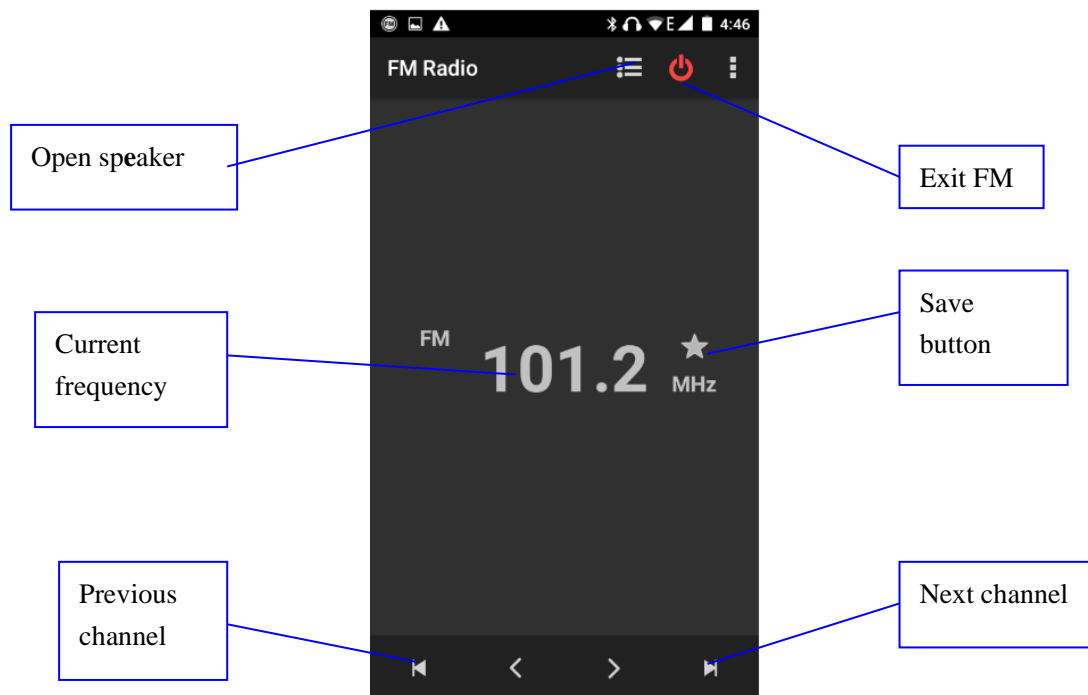 4:46
FM Radio
Open speaker
Exit FM
Save
button
Current
frequency
FM
101.2
MHz
Previous
channel
Next channel